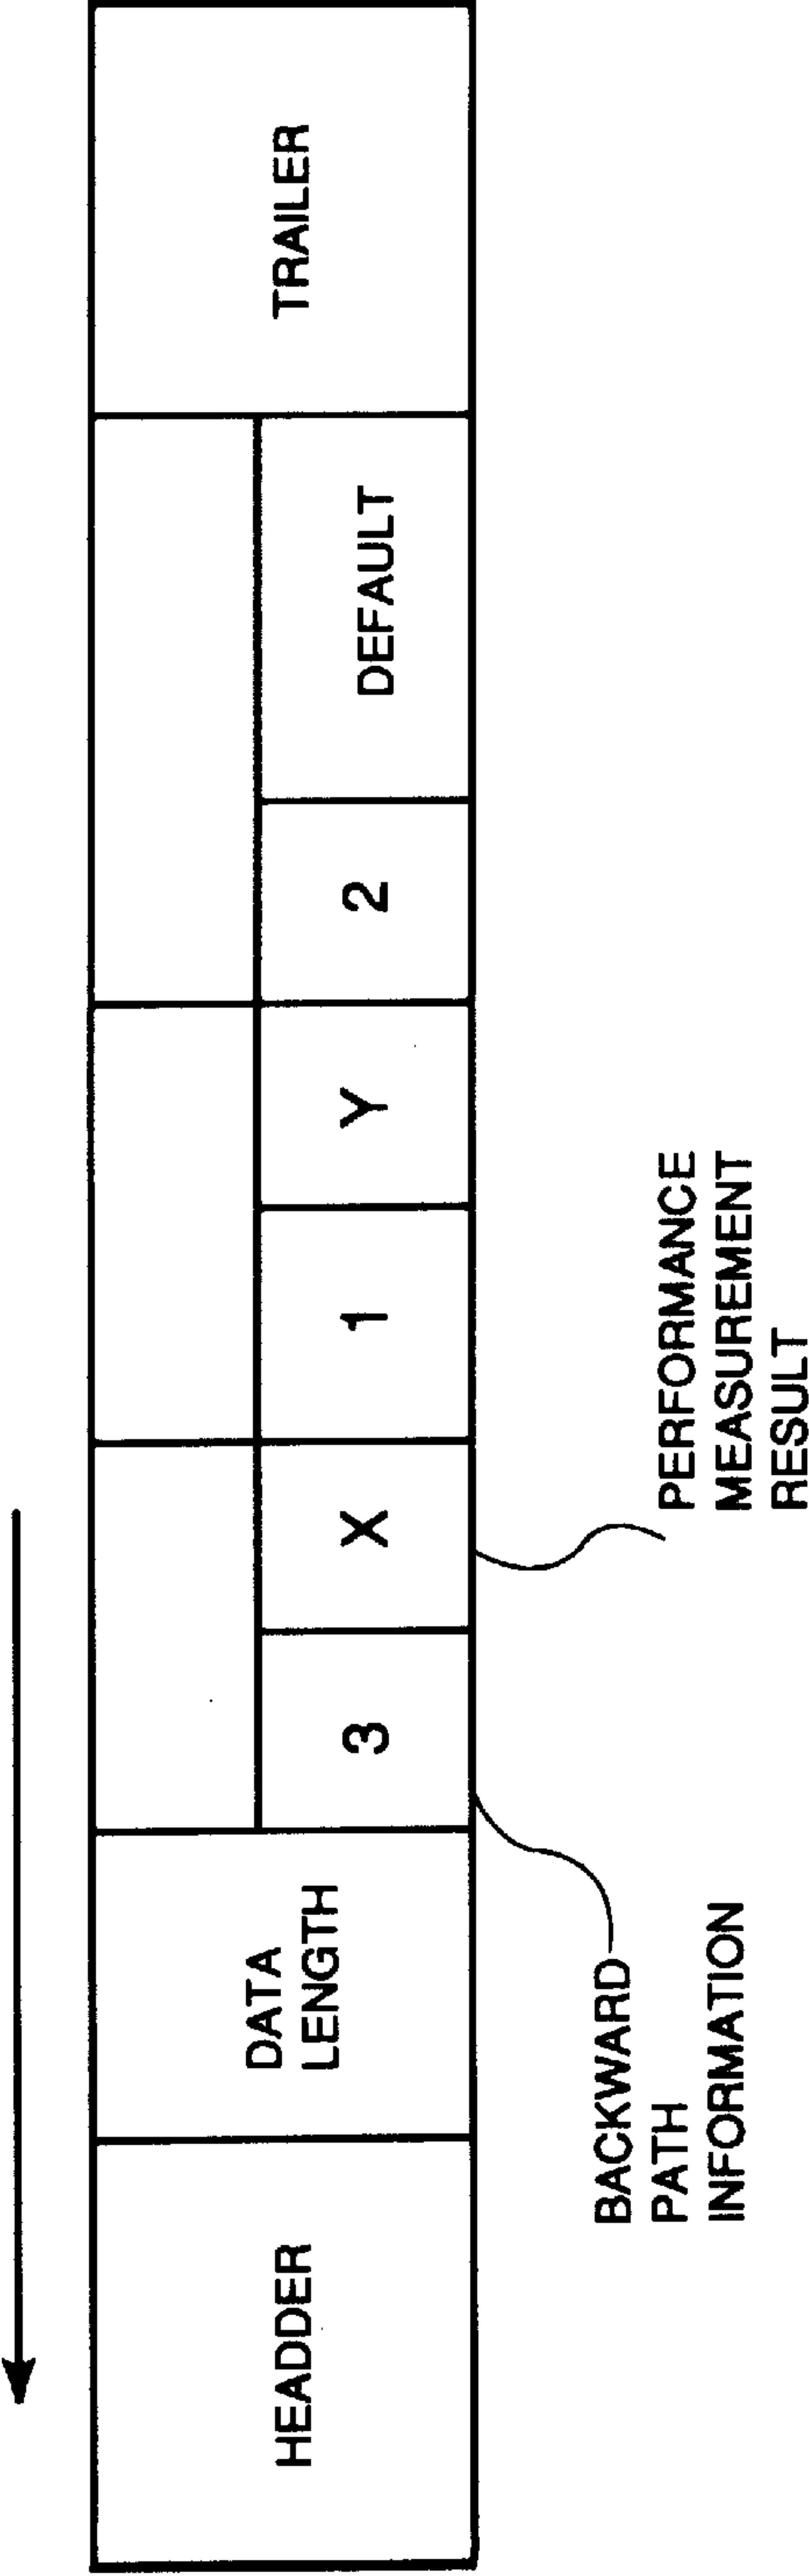 HEADDER
DATA
LENGTH
3
X
1
Y
2
DEFAULT
TRAILER
BACKWARD
PATH
INFORMATION
PERFORMANCE
MEASUREMENT
RESULT